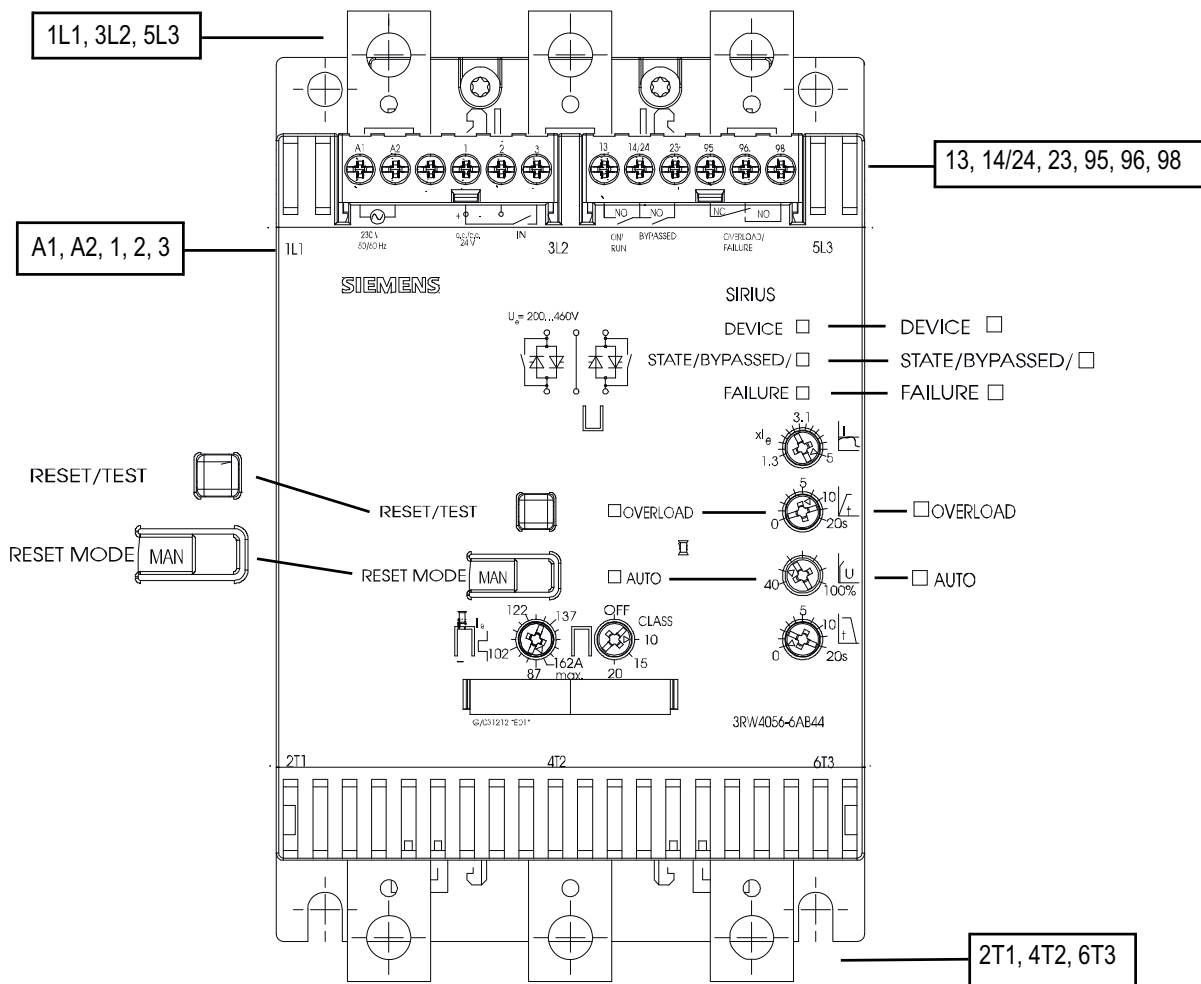 1L1, 3L2, 5L3
A1 A2 1 2 3
13 14/24 23 95 96 98
13, 14/24, 23, 95, 96, 98
NO NO NC NO
+ -
IN
50/60 Hz
24 V
ON/
RUN
BYPASSED
OVERLOAD/
FAILURE
A1, A2, 1, 2, 3
1L1 3L2 5L3
SIEMENS
SIRIUS
Ue= 200...460V
DEVICE
DEVICE
STATE/BYPASSED/
STATE/BYPASSED/
FAILURE
FAILURE
3.1
xIe
I
1.3 5
RESET/TEST
RESET/TEST
OVERLOAD
5
10
t
0 20s
OVERLOAD
RESET MODE MAN
RESET MODE MAN
AUTO
U
40 100%
AUTO
122 137
Ie
102
87
162A
max.
OFF
CLASS
10
15
20
5
10
t
0 20s
3RW4056-6AB44
2T1 4T2 6T3
2T1, 4T2, 6T3